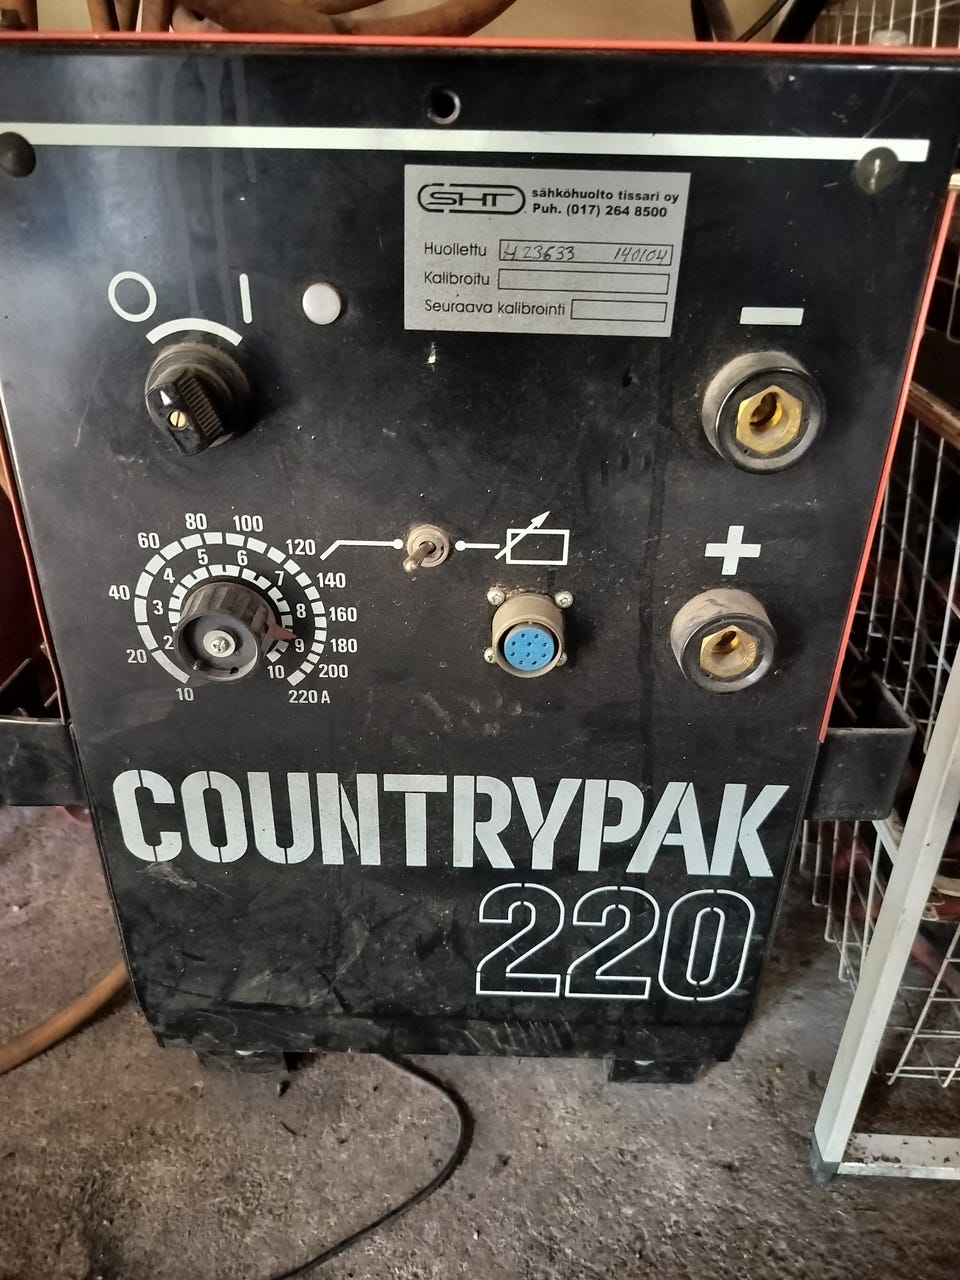 SHT
sähköhuolto tissari oy
Puh. (017) 264 8500
Huollettu H23633 140104
Kalibroitu
Seuraava kalibrointi
O I
−
80 100
60 120
5 6
4 7 140
40 3 8 160
+
20 2 9 180
10 10 200
220 A
COUNTRYPAK
220